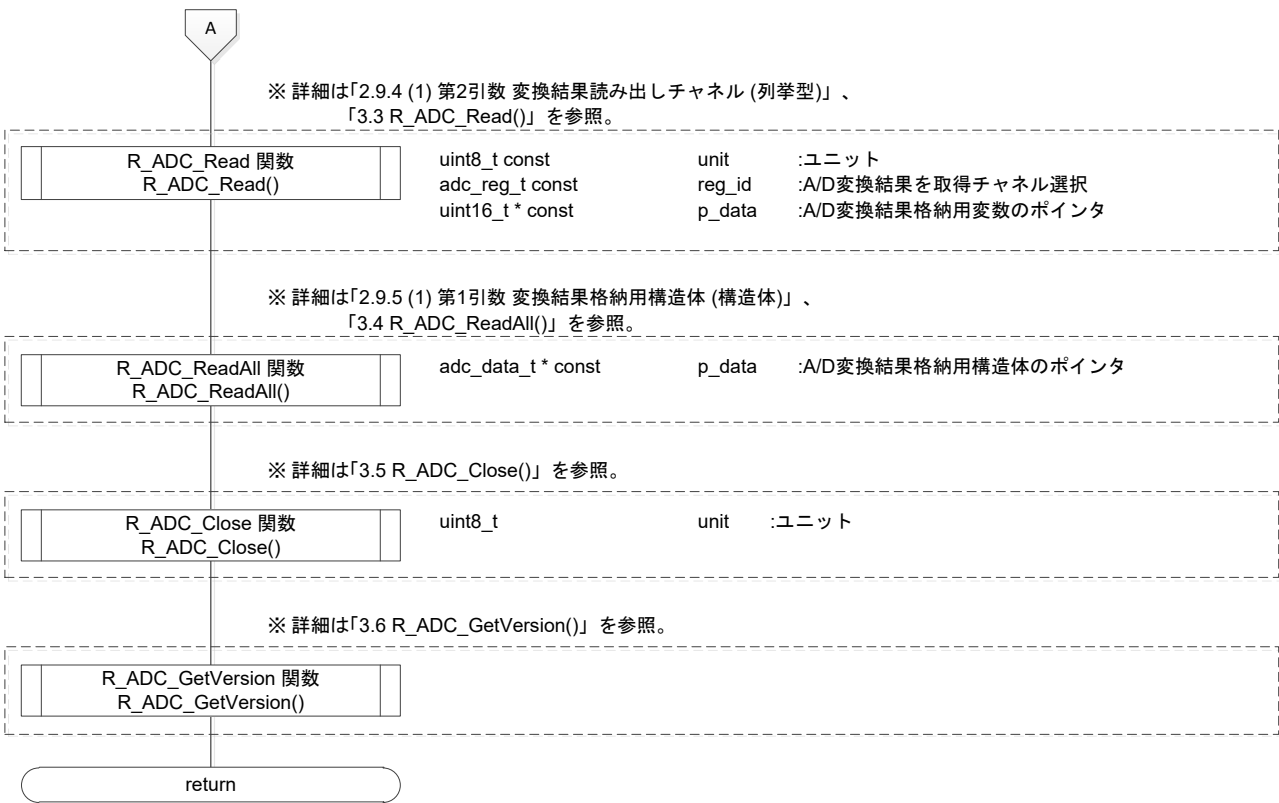 A
※ 詳細は「2.9.4 (1) 第2引数 変換結果読み出しチャネル (列挙型)」、
「3.3 R_ADC_Read()」を参照。
R_ADC_Read 関数
R_ADC_Read()
uint8_t const unit :ユニット
adc_reg_t const reg_id :A/D変換結果を取得チャネル選択
uint16_t * const p_data :A/D変換結果格納用変数のポインタ
※ 詳細は「2.9.5 (1) 第1引数 変換結果格納用構造体 (構造体)」、
「3.4 R_ADC_ReadAll()」を参照。
R_ADC_ReadAll 関数
R_ADC_ReadAll()
adc_data_t * const p_data :A/D変換結果格納用構造体のポインタ
※ 詳細は「3.5 R_ADC_Close()」を参照。
R_ADC_Close 関数
R_ADC_Close()
uint8_t unit :ユニット
※ 詳細は「3.6 R_ADC_GetVersion()」を参照。
R_ADC_GetVersion 関数
R_ADC_GetVersion()
return